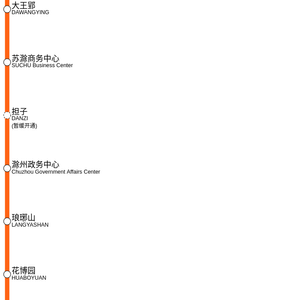 大王郢
DAWANGYING
苏滁商务中心
SUCHU Business Center
担子
DANZI
(暂缓开通)
滁州政务中心
Chuzhou Government Affairs Center
琅琊山
LANGYASHAN
花博园
HUABOYUAN